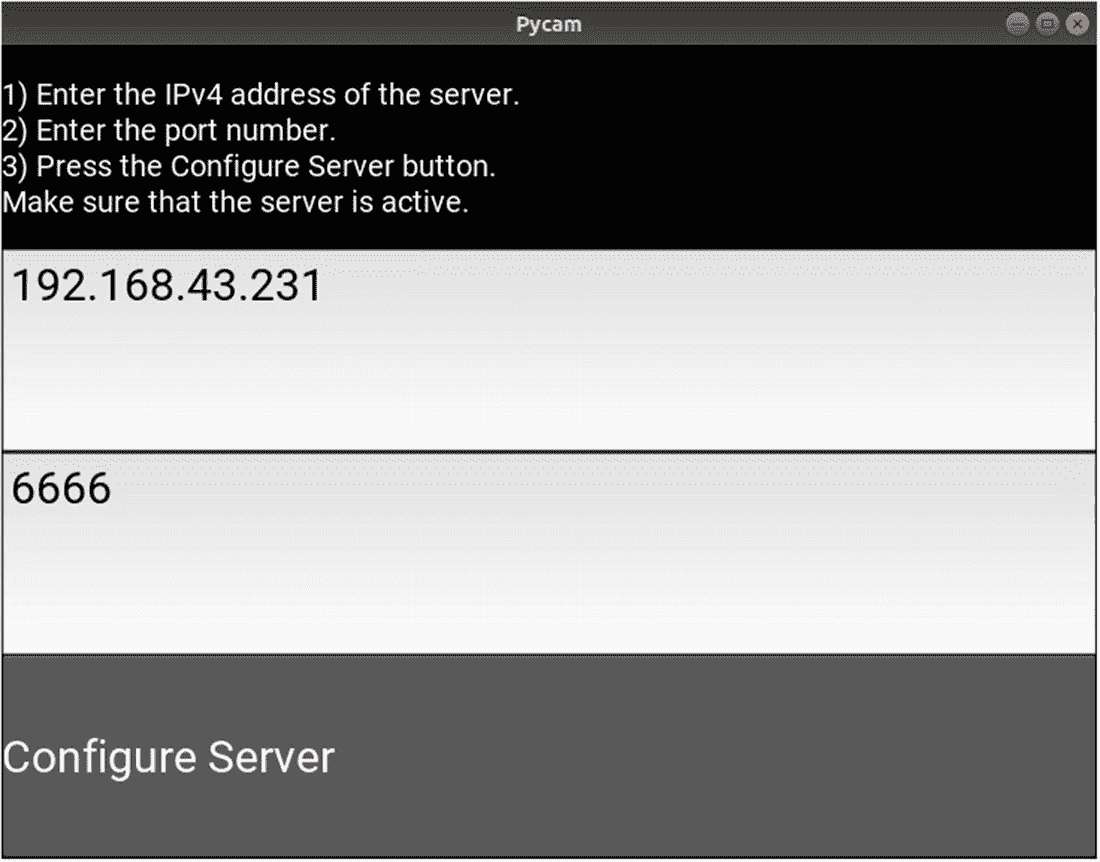 Pycam
1) Enter the IPv4 address of the server.
2) Enter the port number.
3) Press the Configure Server button.
Make sure that the server is active.
192.168.43.231
6666
Configure Server